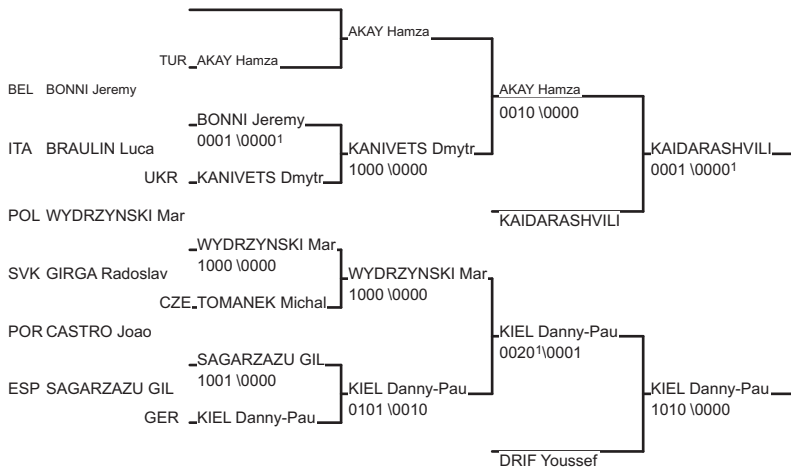 AKAY Hamza
TUR AKAY Hamza
BEL BONNI Jeremy
AKAY Hamza
0010 \0000
BONNI Jeremy
0001 \0000¹
ITA BRAULIN Luca
KANIVETS Dmytr
1000 \0000
KAIDARASHVILI
0001 \0000¹
UKR KANIVETS Dmytr
POL WYDRZYNSKI Mar
KAIDARASHVILI
WYDRZYNSKI Mar
1000 \0000
SVK GIRGA Radoslav
WYDRZYNSKI Mar
1000 \0000
CZE TOMANEK Michal
POR CASTRO Joao
KIEL Danny-Pau
0020¹\0001
SAGARZAZU GIL
1001 \0000
ESP SAGARZAZU GIL
KIEL Danny-Pau
0101 \0010
KIEL Danny-Pau
1010 \0000
GER KIEL Danny-Pau
DRIF Youssef